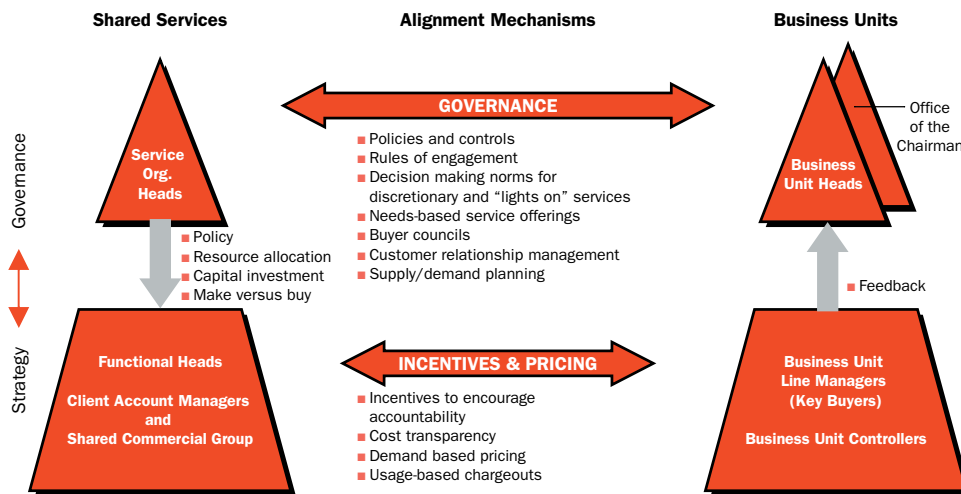 Shared Services
Alignment Mechanisms
Business Units
Governance
Strategy
Service
Org.
Heads
GOVERNANCE
Policies and controls
Rules of engagement
Decision making norms for
discretionary and “lights on” services
Needs-based service offerings
Buyer councils
Customer relationship management
Supply/demand planning
Business
Unit Heads
Office
of the
Chairman
Policy
Resource allocation
Capital investment
Make versus buy
Feedback
Functional Heads
Client Account Managers
and
Shared Commercial Group
INCENTIVES & PRICING
Incentives to encourage
accountability
Cost transparency
Demand based pricing
Usage-based chargeouts
Business Unit
Line Managers
(Key Buyers)
Business Unit Controllers